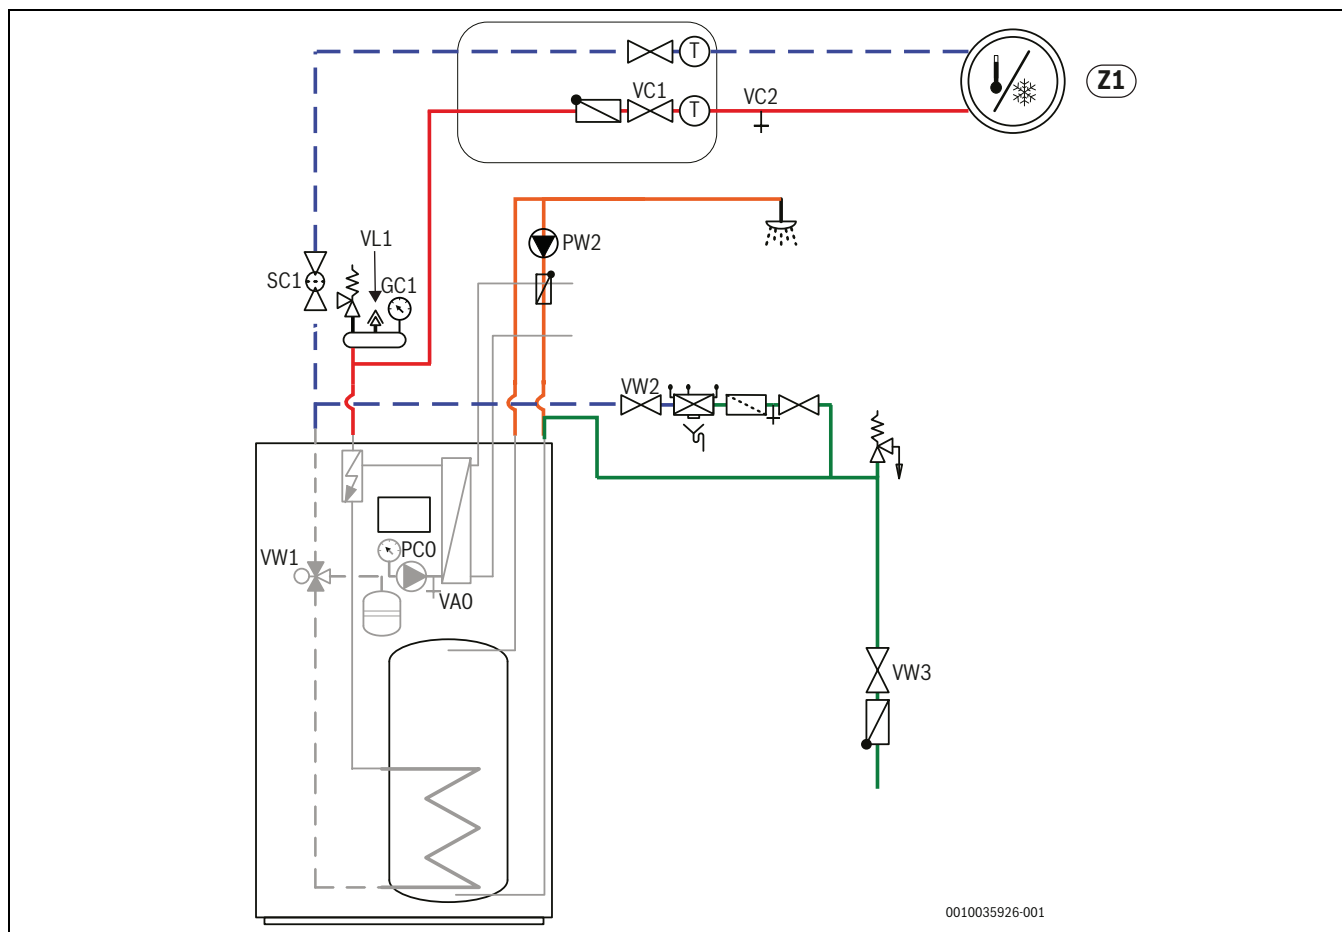 T
Z1
VC1
T
VC2
PW2
VL1
SC1
GC1
VW2
PC0
VW1
VA0
VW3
0010035926-001